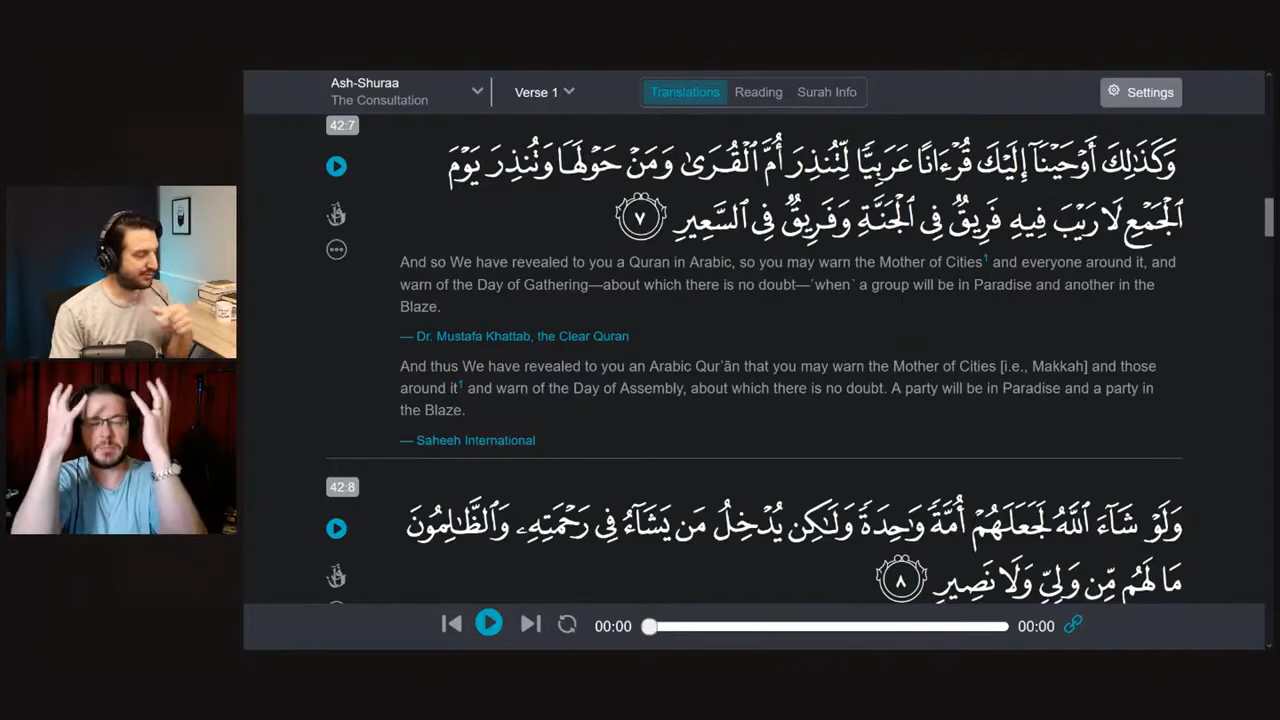 Ash-Shuraa
The Consultation
Verse 1
Translations
Reading
Surah Info
Settings
42:7
وَكَذَٰلِكَ أَوْحَيْنَآ إِلَيْكَ قُرْءَانًا عَرَبِيًّا لِّتُنذِرَ أُمَّ ٱلْقُرَىٰ وَمَنْ حَوْلَهَا وَتُنذِرَ يَوْمَ
ٱلْجَمْعِ لَا رَيْبَ فِيهِ فَرِيقٌ فِى ٱلْجَنَّةِ وَفَرِيقٌ فِى ٱلسَّعِيرِ ٧
And so We have revealed to you a Quran in Arabic, so you may warn the Mother of Cities1 and everyone around it, and
warn of the Day of Gathering—about which there is no doubt—˹when˺ a group will be in Paradise and another in the
Blaze.
— Dr. Mustafa Khattab, the Clear Quran
And thus We have revealed to you an Arabic Qur’ān that you may warn the Mother of Cities [i.e., Makkah] and those
around it1 and warn of the Day of Assembly, about which there is no doubt. A party will be in Paradise and a party in
the Blaze.
— Saheeh International
42:8
وَلَوْ شَآءَ ٱللَّهُ لَجَعَلَهُمْ أُمَّةً وَٰحِدَةً وَلَـٰكِن يُدْخِلُ مَن يَشَآءُ فِى رَحْمَتِهِۦ وَٱلظَّـٰلِمُونَ
مَا لَهُم مِّن وَلِىٍّ وَلَا نَصِيرٍ ٨
00:00
00:00